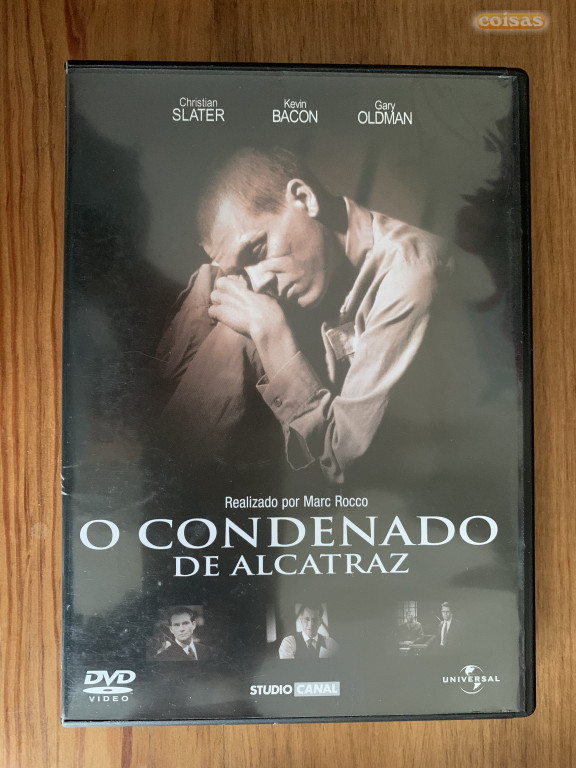 coisas
Christian Kevin Gary
SLATER BACON OLDMAN
Realizado por Marc Rocco
O CONDENADO
DE ALCATRAZ
DVD
VIDEO
STUDIO CANAL
UNIVERSAL